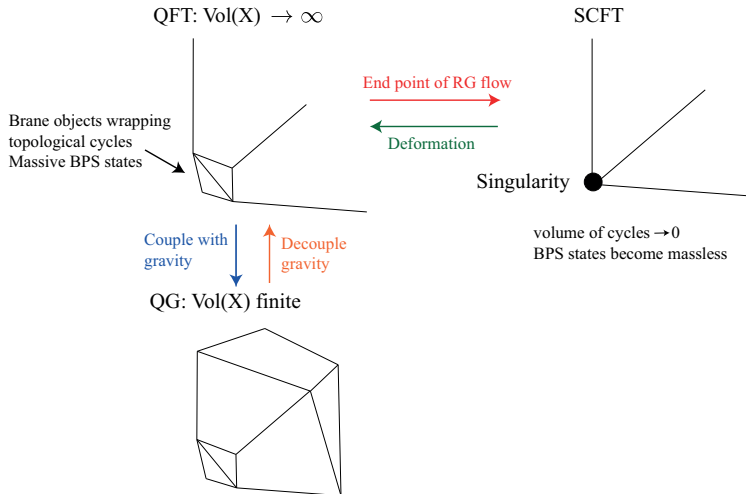 QFT: Vol(X) → ∞
SCFT
End point of RG flow
Deformation
Brane objects wrapping
topological cycles
Massive BPS states
Singularity
volume of cycles →0
BPS states become massless
Couple with
gravity
Decouple
gravity
QG: Vol(X) finite